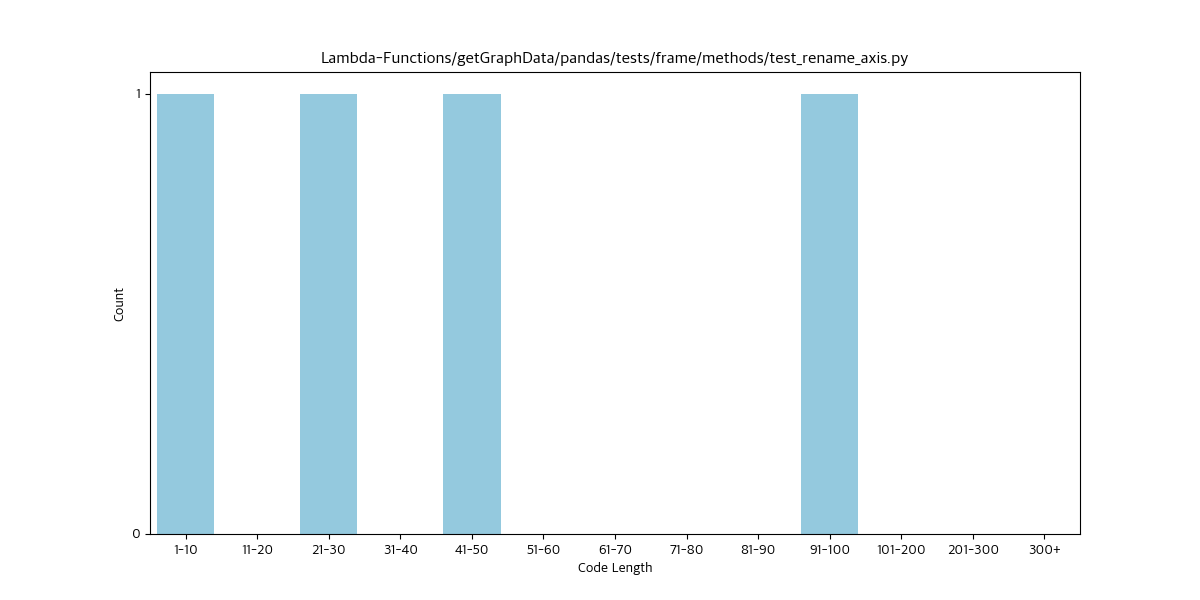 Lambda-Functions/getGraphData/pandas/tests/frame/methods/test_rename_axis.py
1
Count
0
1-10 11-20 21-30 31-40 41-50 51-60 61-70 71-80 81-90 91-100 101-200 201-300 300+
Code Length